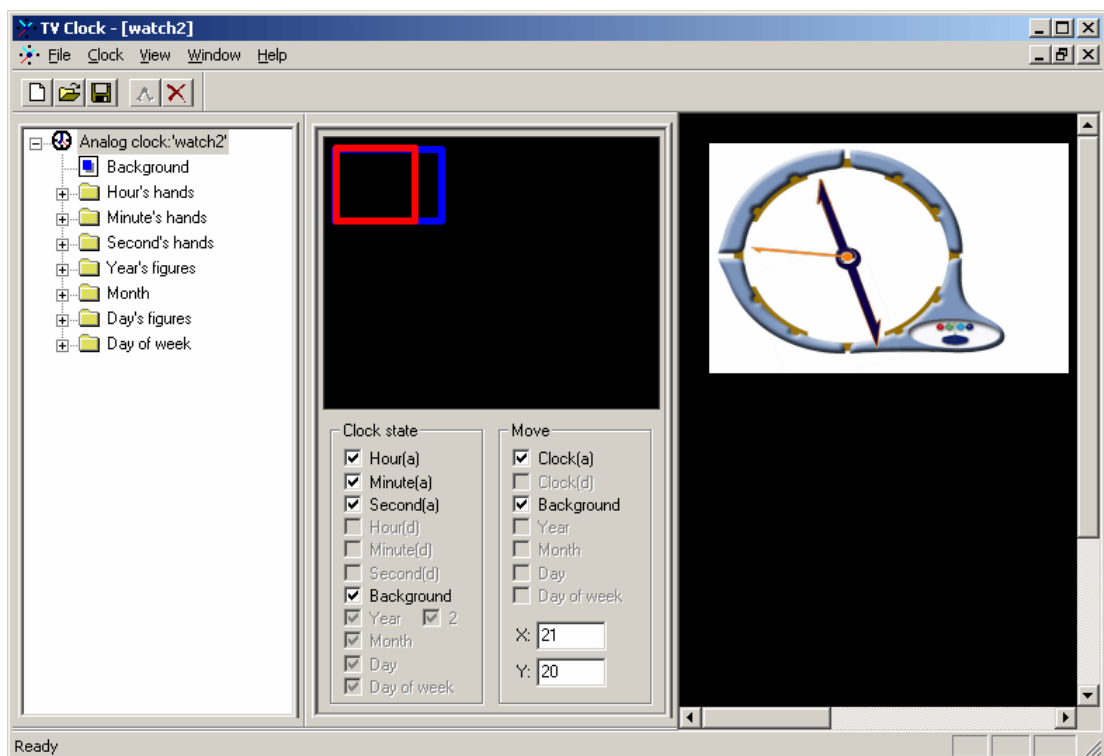 TV Clock - [watch2]
File Clock View Window Help
Analog clock:'watch2'
Background
Hour's hands
Minute's hands
Second's hands
Year's figures
Month
Day's figures
Day of week
Clock state
Hour(a)
Minute(a)
Second(a)
Hour(d)
Minute(d)
Second(d)
Background
Year 2
Month
Day
Day of week
Move
Clock(a)
Clock(d)
Background
Year
Month
Day
Day of week
X: 21
Y: 20
Ready